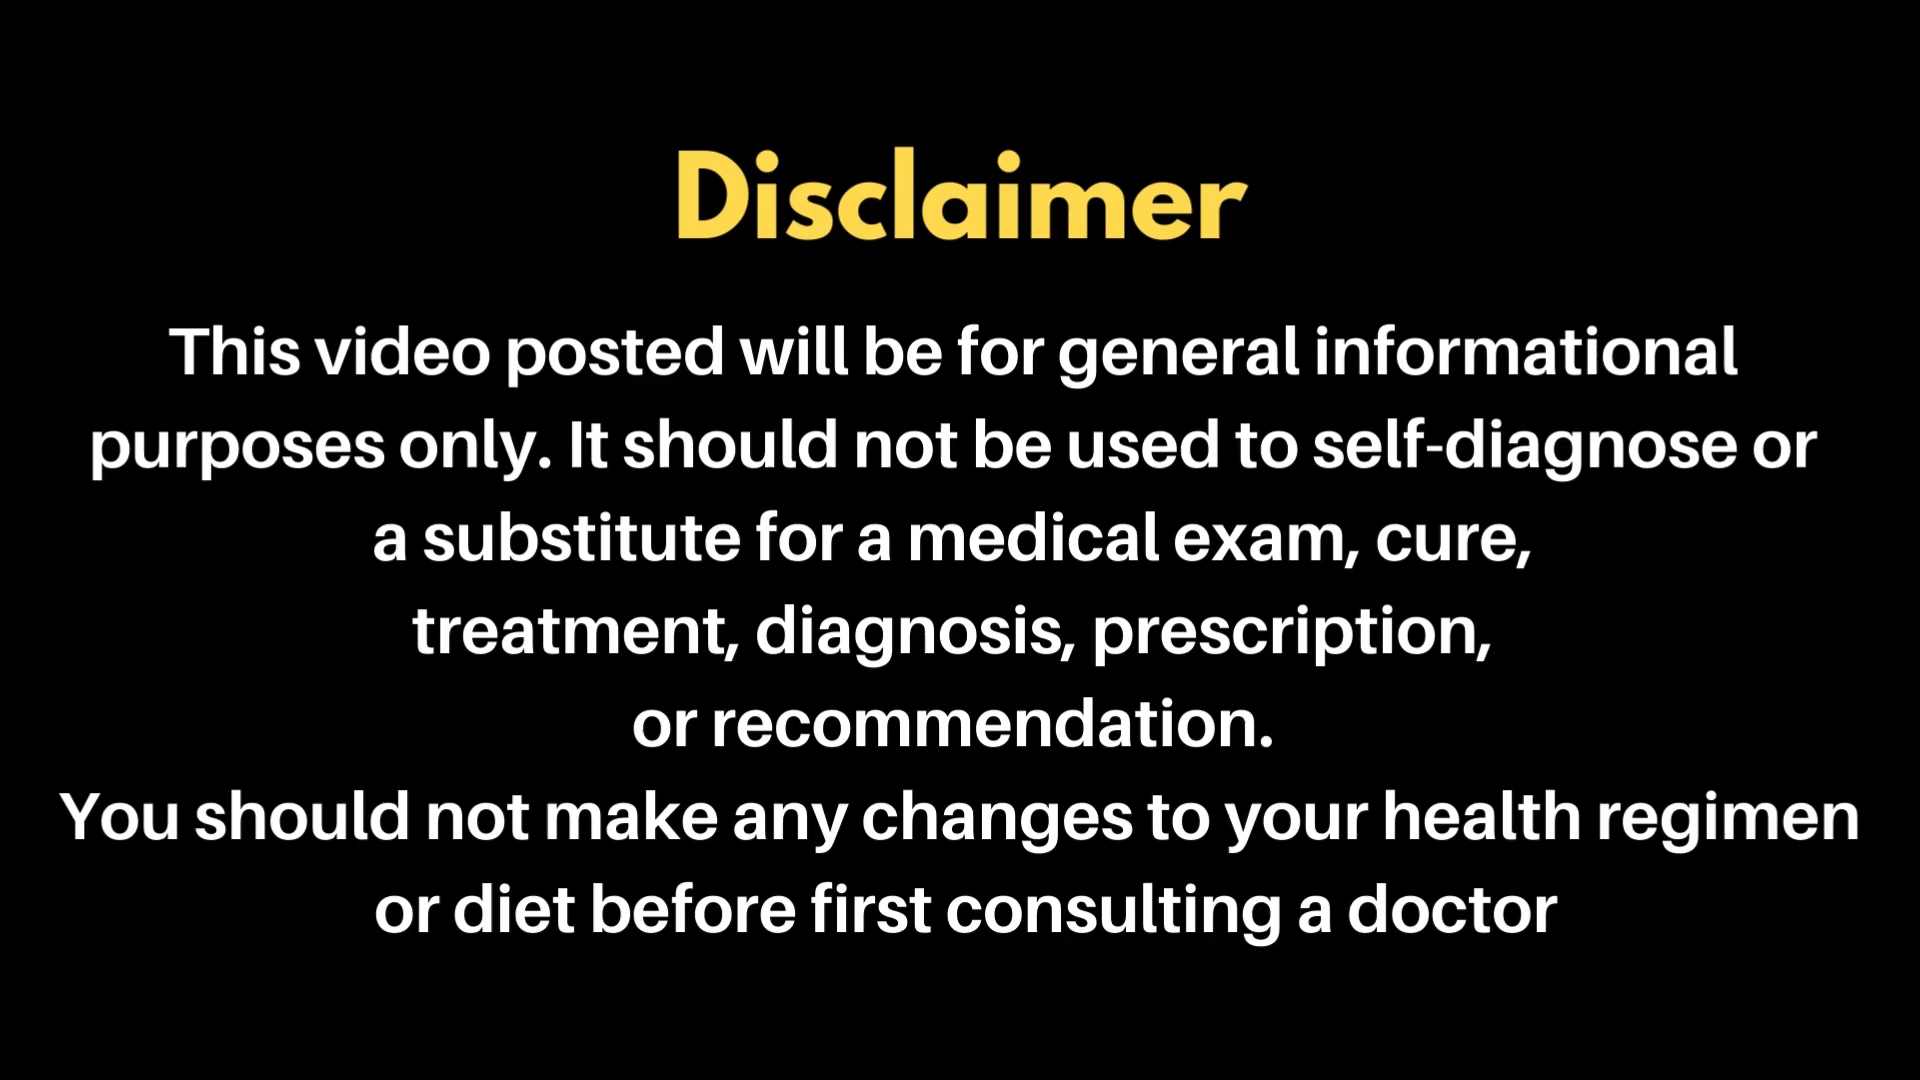 Disclaimer
This video posted will be for general informational
purposes only. It should not be used to self-diagnose or
a substitute for a medical exam, cure,
treatment, diagnosis, prescription,
or recommendation.
You should not make any changes to your health regimen
or diet before first consulting a doctor